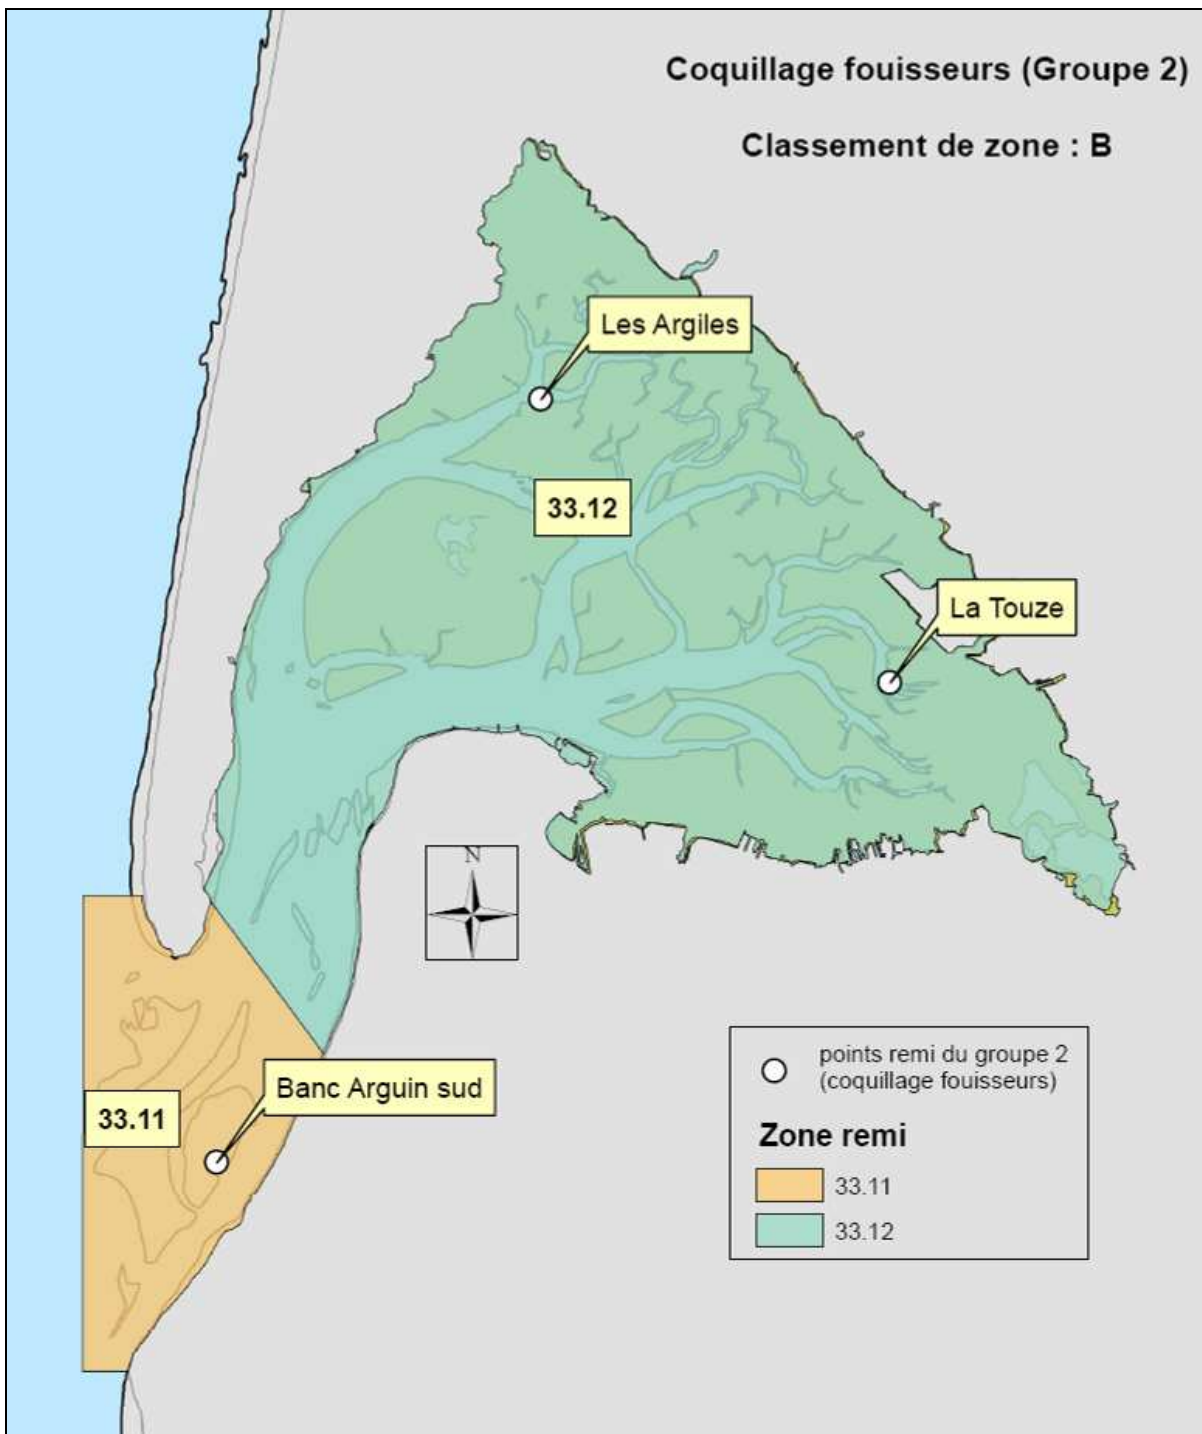 Coquillage fouisseurs (Groupe 2)
Classement de zone : B
Les Argiles
33.12
La Touze
N
Banc Arguin sud
33.11
points remi du groupe 2
(coquillage fouisseurs)
Zone remi
33.11
33.12